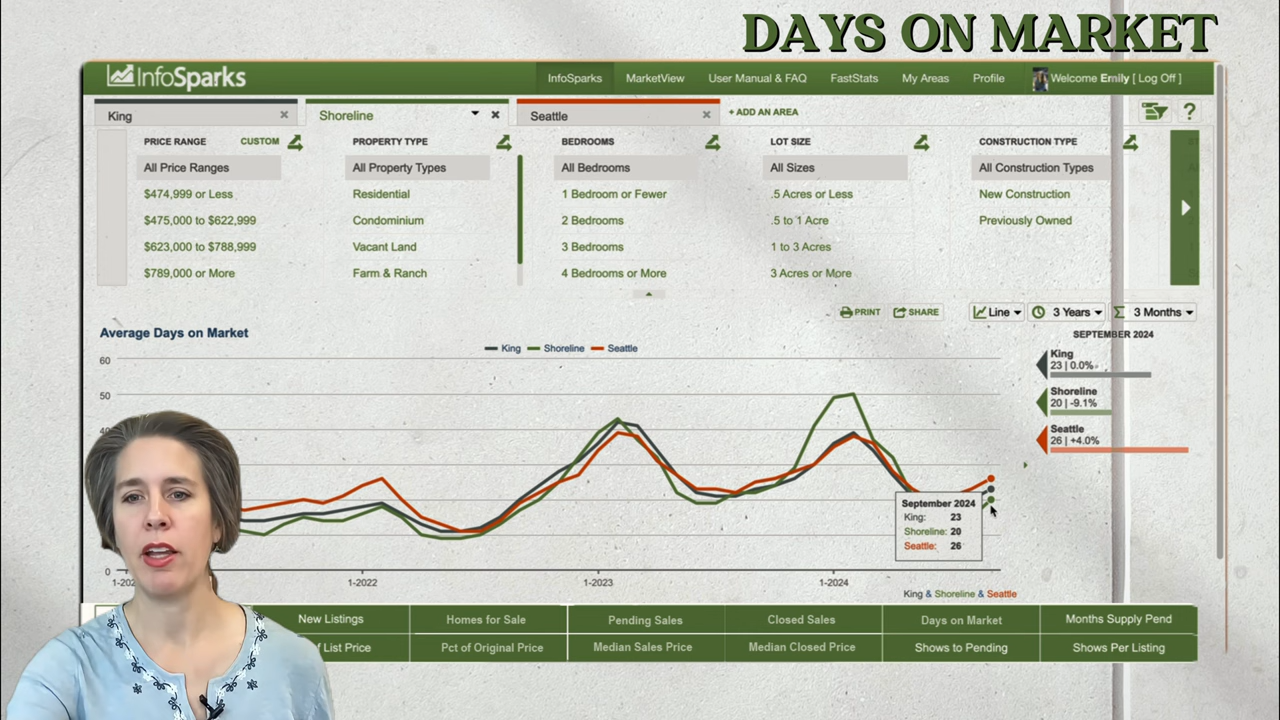 DAYS ON MARKET
InfoSparks
InfoSparks MarketView User Manual & FAQ FastStats My Areas Profile Welcome Emily [ Log Off ]
King Shoreline Seattle + ADD AN AREA ?
PRICE RANGE CUSTOM PROPERTY TYPE BEDROOMS LOT SIZE CONSTRUCTION TYPE
All Price Ranges All Property Types All Bedrooms All Sizes All Construction Types
$474,999 or Less Residential 1 Bedroom or Fewer .5 Acres or Less New Construction
$475,000 to $622,999 Condominium 2 Bedrooms .5 to 1 Acre Previously Owned
$623,000 to $788,999 Vacant Land 3 Bedrooms 1 to 3 Acres
$789,000 or More Farm & Ranch 4 Bedrooms or More 3 Acres or More
PRINT SHARE Line 3 Years Σ 3 Months
Average Days on Market
SEPTEMBER 2024
King Shoreline Seattle
King
23 | 0.0%
Shoreline
20 | -9.1%
Seattle
26 | +4.0%
60
50
0
September 2024
King: 23
Shoreline: 20
Seattle: 26
1-2022 1-2023 1-2024
King & Shoreline & Seattle
New Listings Homes for Sale Pending Sales Closed Sales Days on Market Months Supply Pend
of List Price Pct of Original Price Median Sales Price Median Closed Price Shows to Pending Shows Per Listing